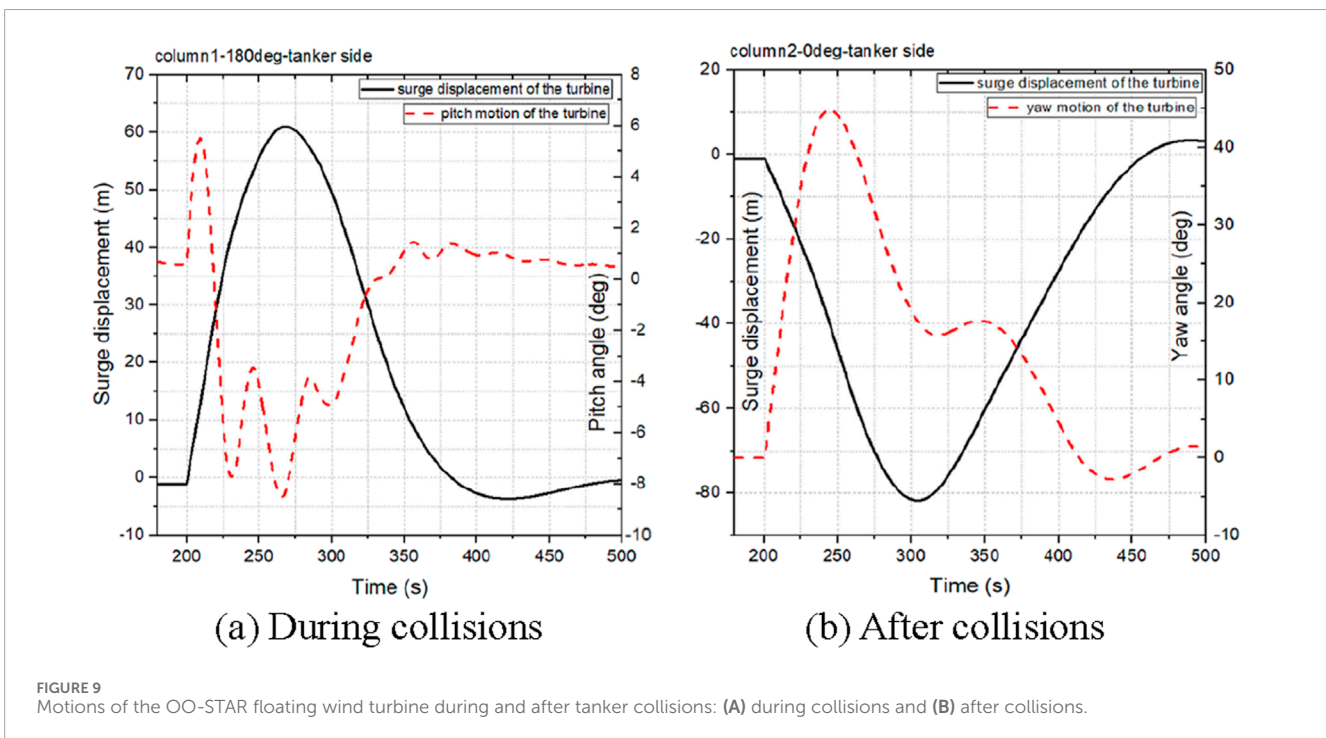 column1-180deg-tanker side
surge displacement of the turbine
pitch motion of the turbine
70
60
50
40
30
20
10
0
-10
Surge displacement (m)
8
6
4
2
0
-2
-4
-6
-8
-10
Pitch angle (deg)
200 250 300 350 400 450 500
Time (s)
(a) During collisions
column2-0deg-tanker side
surge displacement of the turbine
yaw motion of the turbine
20
0
-20
-40
-60
-80
Surge displacement (m)
50
40
30
20
10
0
-10
Yaw angle (deg)
200 250 300 350 400 450 500
Time (s)
(b) After collisions
FIGURE 9
Motions of the OO-STAR floating wind turbine during and after tanker collisions: (A) during collisions and (B) after collisions.